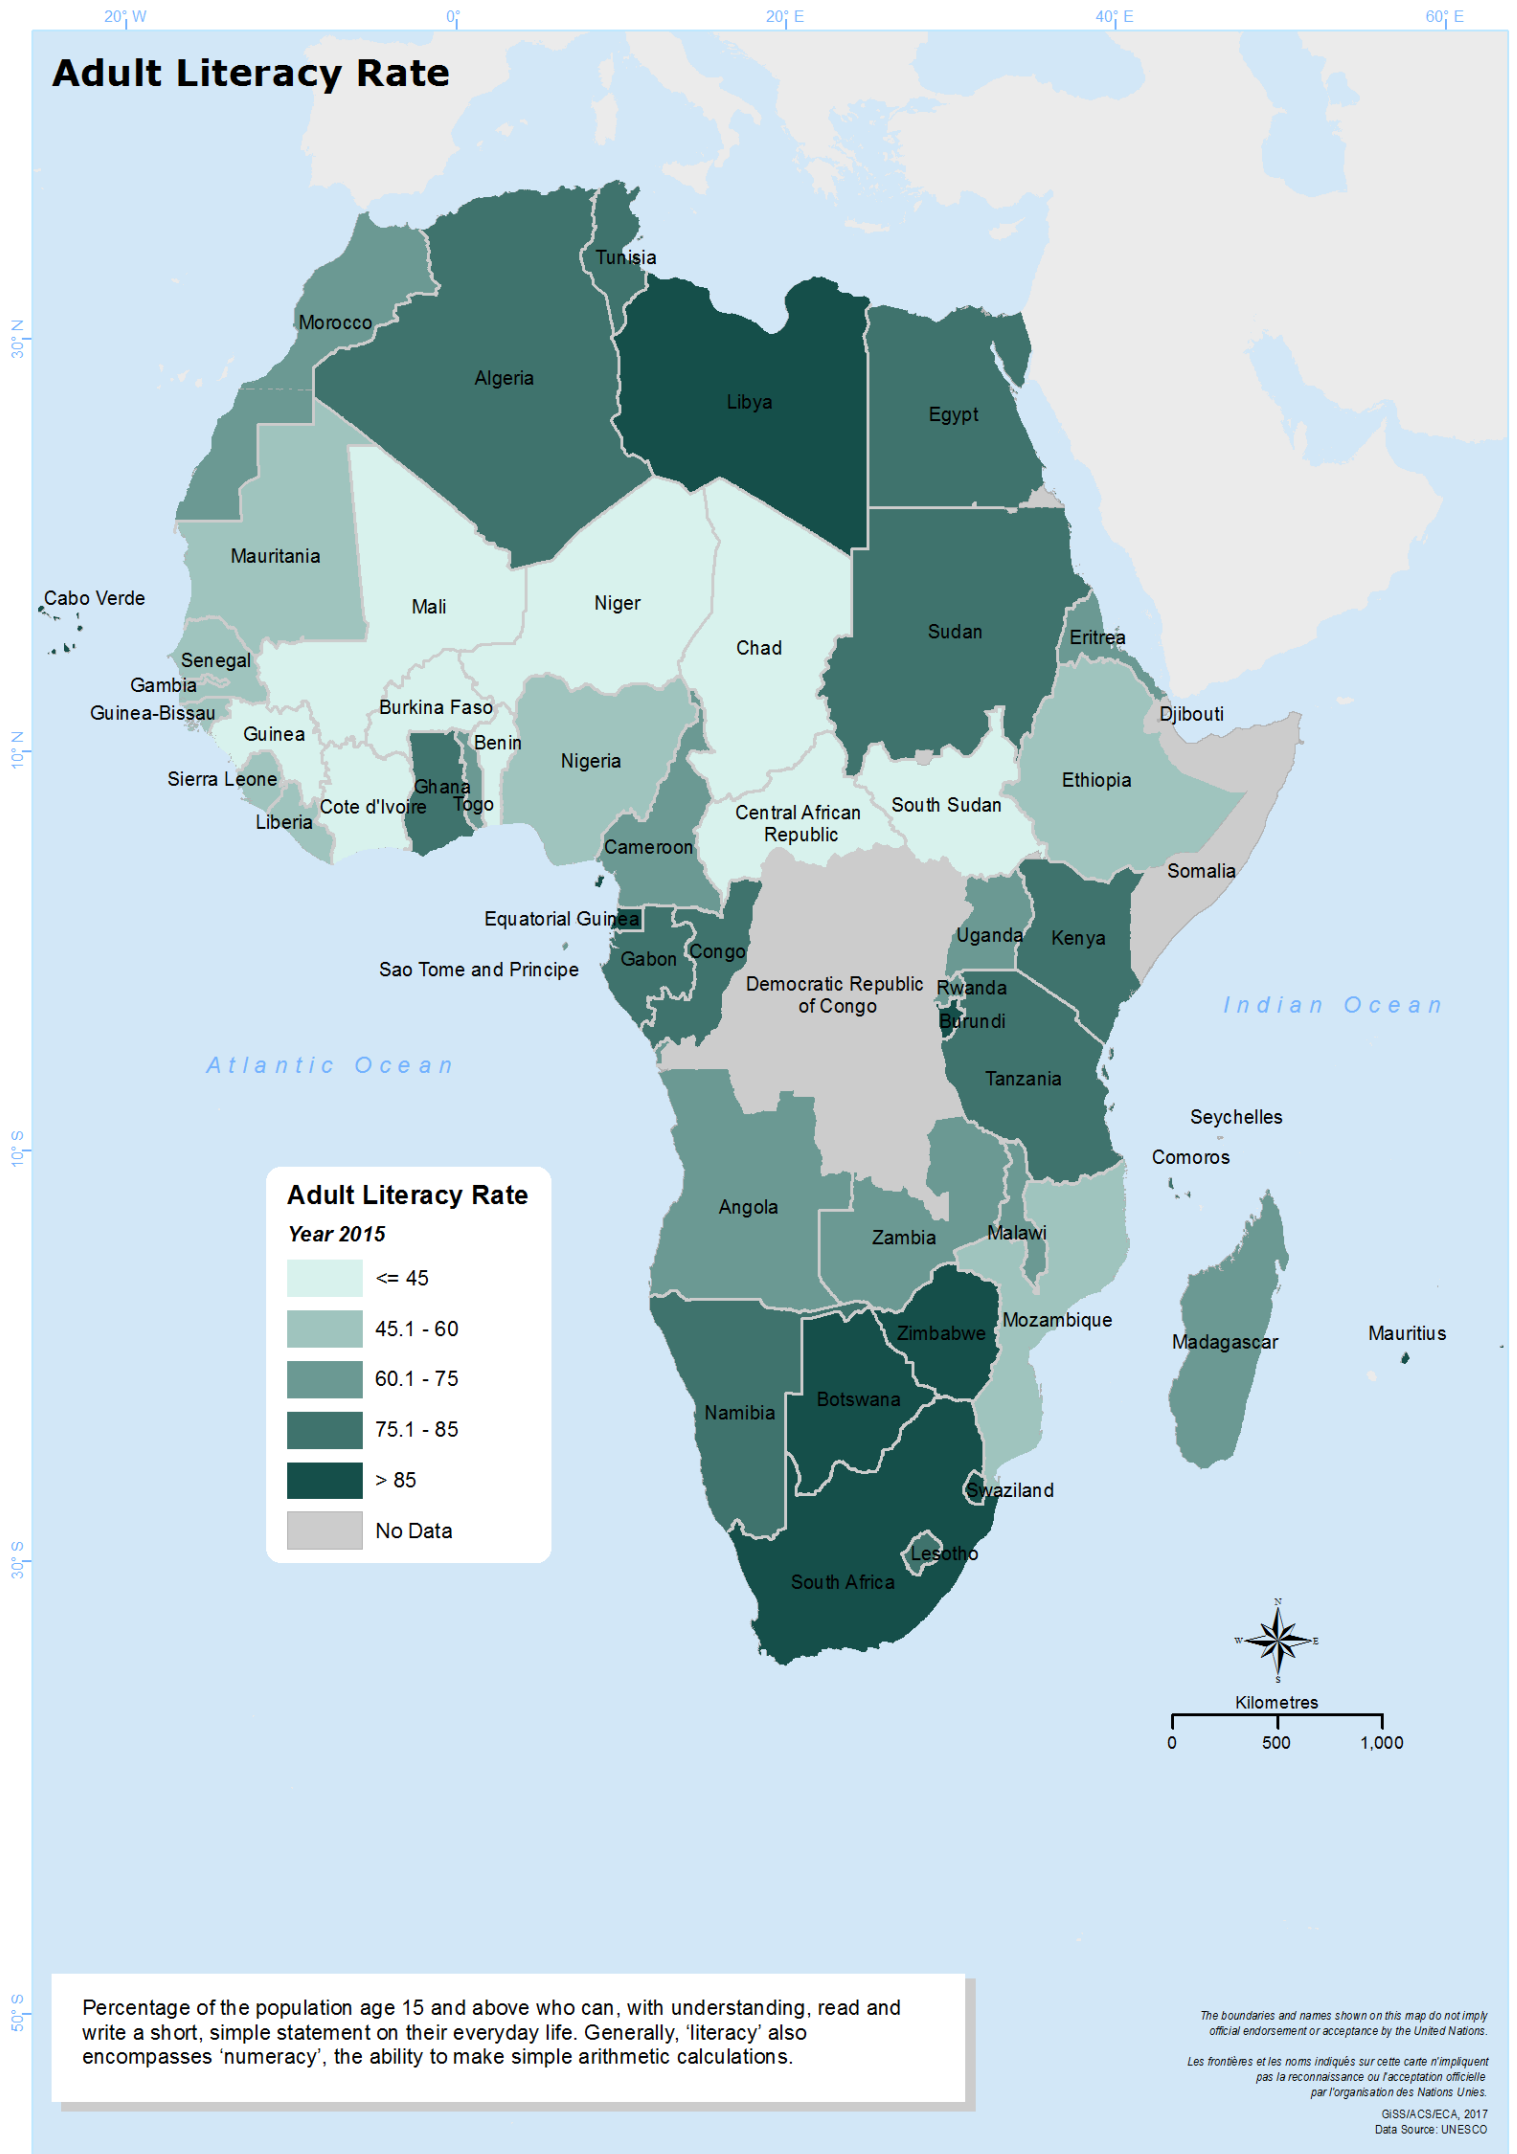 20° W
0°
20° E
40° E
60° E
Adult Literacy Rate
Tunisia
Morocco
30° N
Algeria
Libya
Egypt
Mauritania
Cabo Verde
Mali
Niger
Sudan
Eritrea
Chad
Senegal
Gambia
Burkina Faso
Guinea-Bissau
Djibouti
Guinea
Benin
10° N
Nigeria
Sierra Leone
Ethiopia
Ghana
Cote d'Ivoire
Togo
South Sudan
Central African
Republic
Liberia
Cameroon
Somalia
Equatorial Guinea
Uganda
Kenya
Congo
Gabon
Sao Tome and Principe
Democratic Republic
of Congo
Rwanda
Indian Ocean
Burundi
Atlantic Ocean
Tanzania
Seychelles
10° S
Comoros
Angola
Zambia
Malawi
Mozambique
Zimbabwe
Mauritius
Madagascar
Botswana
Namibia
Swaziland
Lesotho
South Africa
30° S
Adult Literacy Rate
Year 2015
<= 45
45.1 - 60
60.1 - 75
75.1 - 85
> 85
No Data
N
W
E
S
Kilometres
0
500
1,000
50° S
Percentage of the population age 15 and above who can, with understanding, read and
write a short, simple statement on their everyday life. Generally, ‘literacy’ also
encompasses ‘numeracy’, the ability to make simple arithmetic calculations.
The boundaries and names shown on this map do not imply
official endorsement or acceptance by the United Nations.
Les frontières et les noms indiqués sur cette carte n'impliquent
pas la reconnaissance ou l'acceptation officielle
par l'organisation des Nations Unies.
GiSS/ACS/ECA, 2017
Data Source: UNESCO